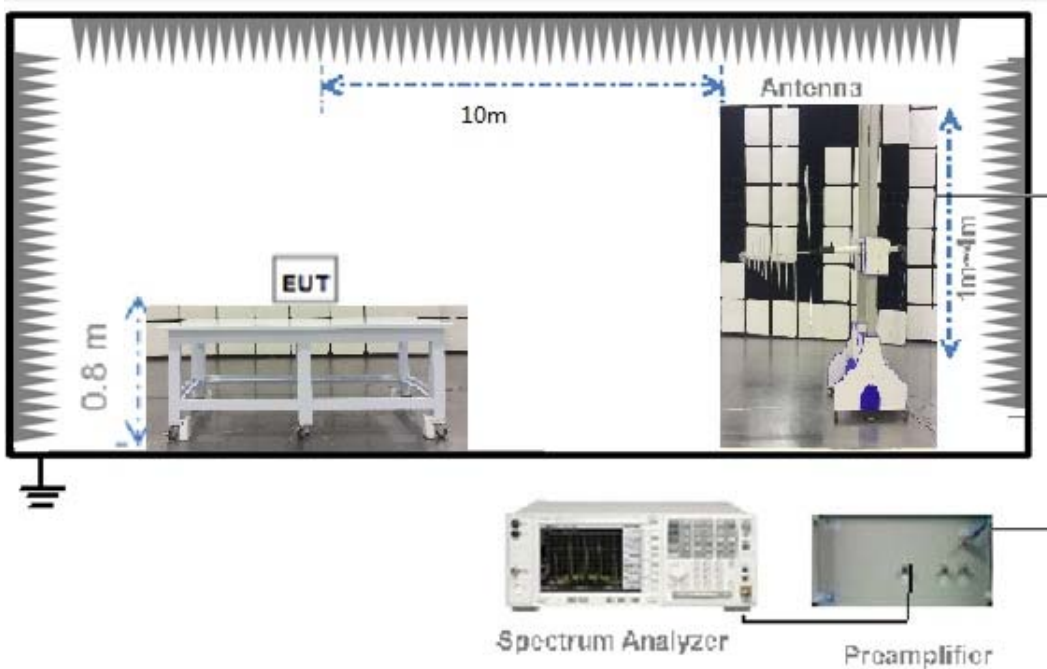 Antenna
10m
EUT
0.8 m
1m~4m
Spectrum Analyzer
Preamplifier